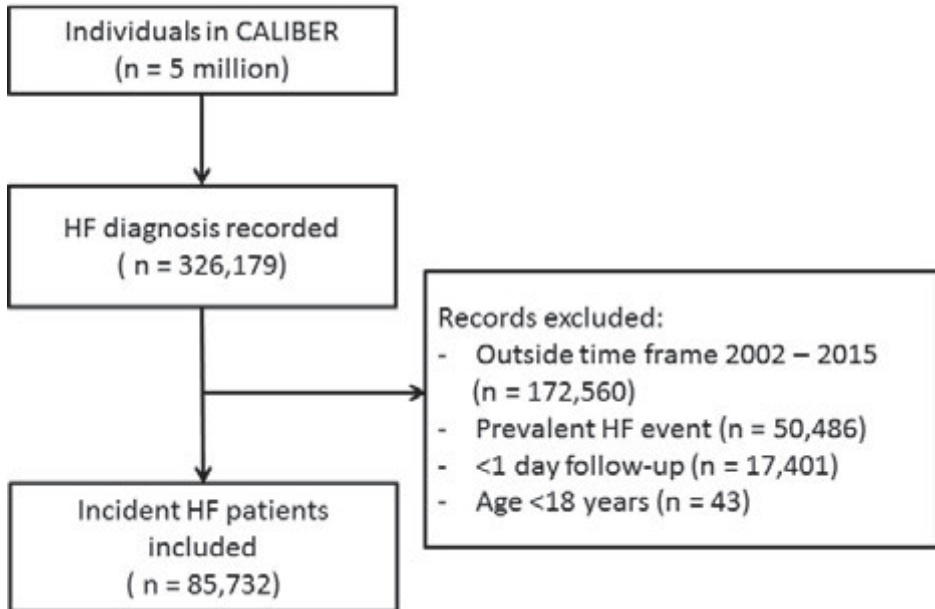 Individuals in CALIBER
(n = 5 million)
HF diagnosis recorded
( n = 326,179)
Records excluded:
- Outside time frame 2002 – 2015
(n = 172,560)
- Prevalent HF event (n = 50,486)
- <1 day follow-up (n = 17,401)
- Age <18 years (n = 43)
Incident HF patients
included
( n = 85,732)